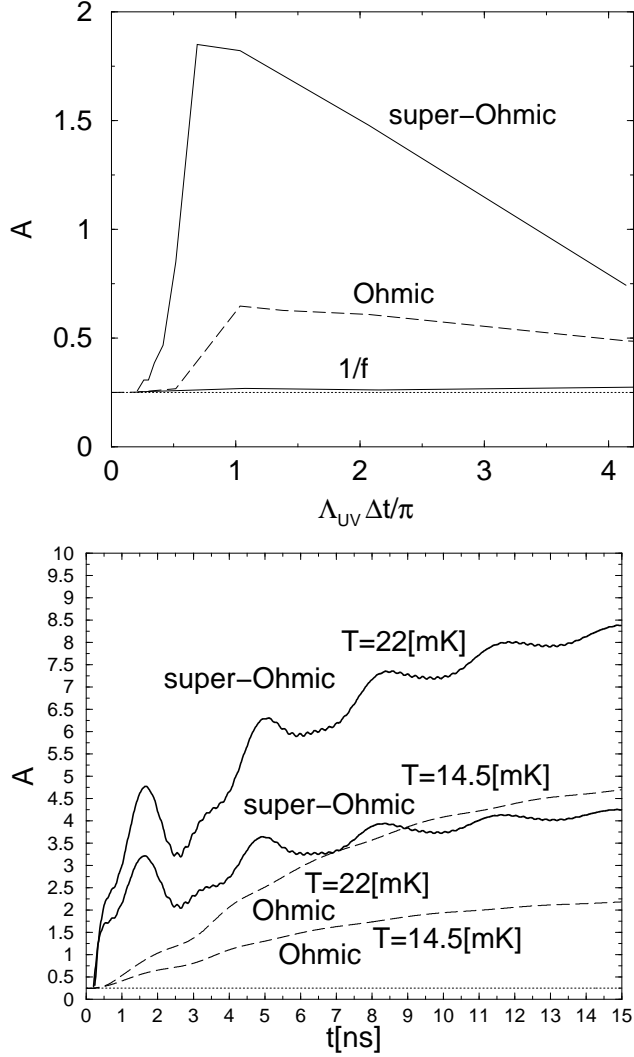 2
1.5
1
0.5
0
A
super−Ohmic
Ohmic
1/f
0 1 2 3 4
Λ_UV Δt/π
10
9.5
9
8.5
8
7.5
7
6.5
6
5.5
5
4.5
4
3.5
3
2.5
2
1.5
1
0.5
0
A
T=22[mK]
super−Ohmic
T=14.5[mK]
super−Ohmic
T=22[mK]
Ohmic
T=14.5[mK]
Ohmic
0 1 2 3 4 5 6 7 8 9 10 11 12 13 14 15
t[ns]